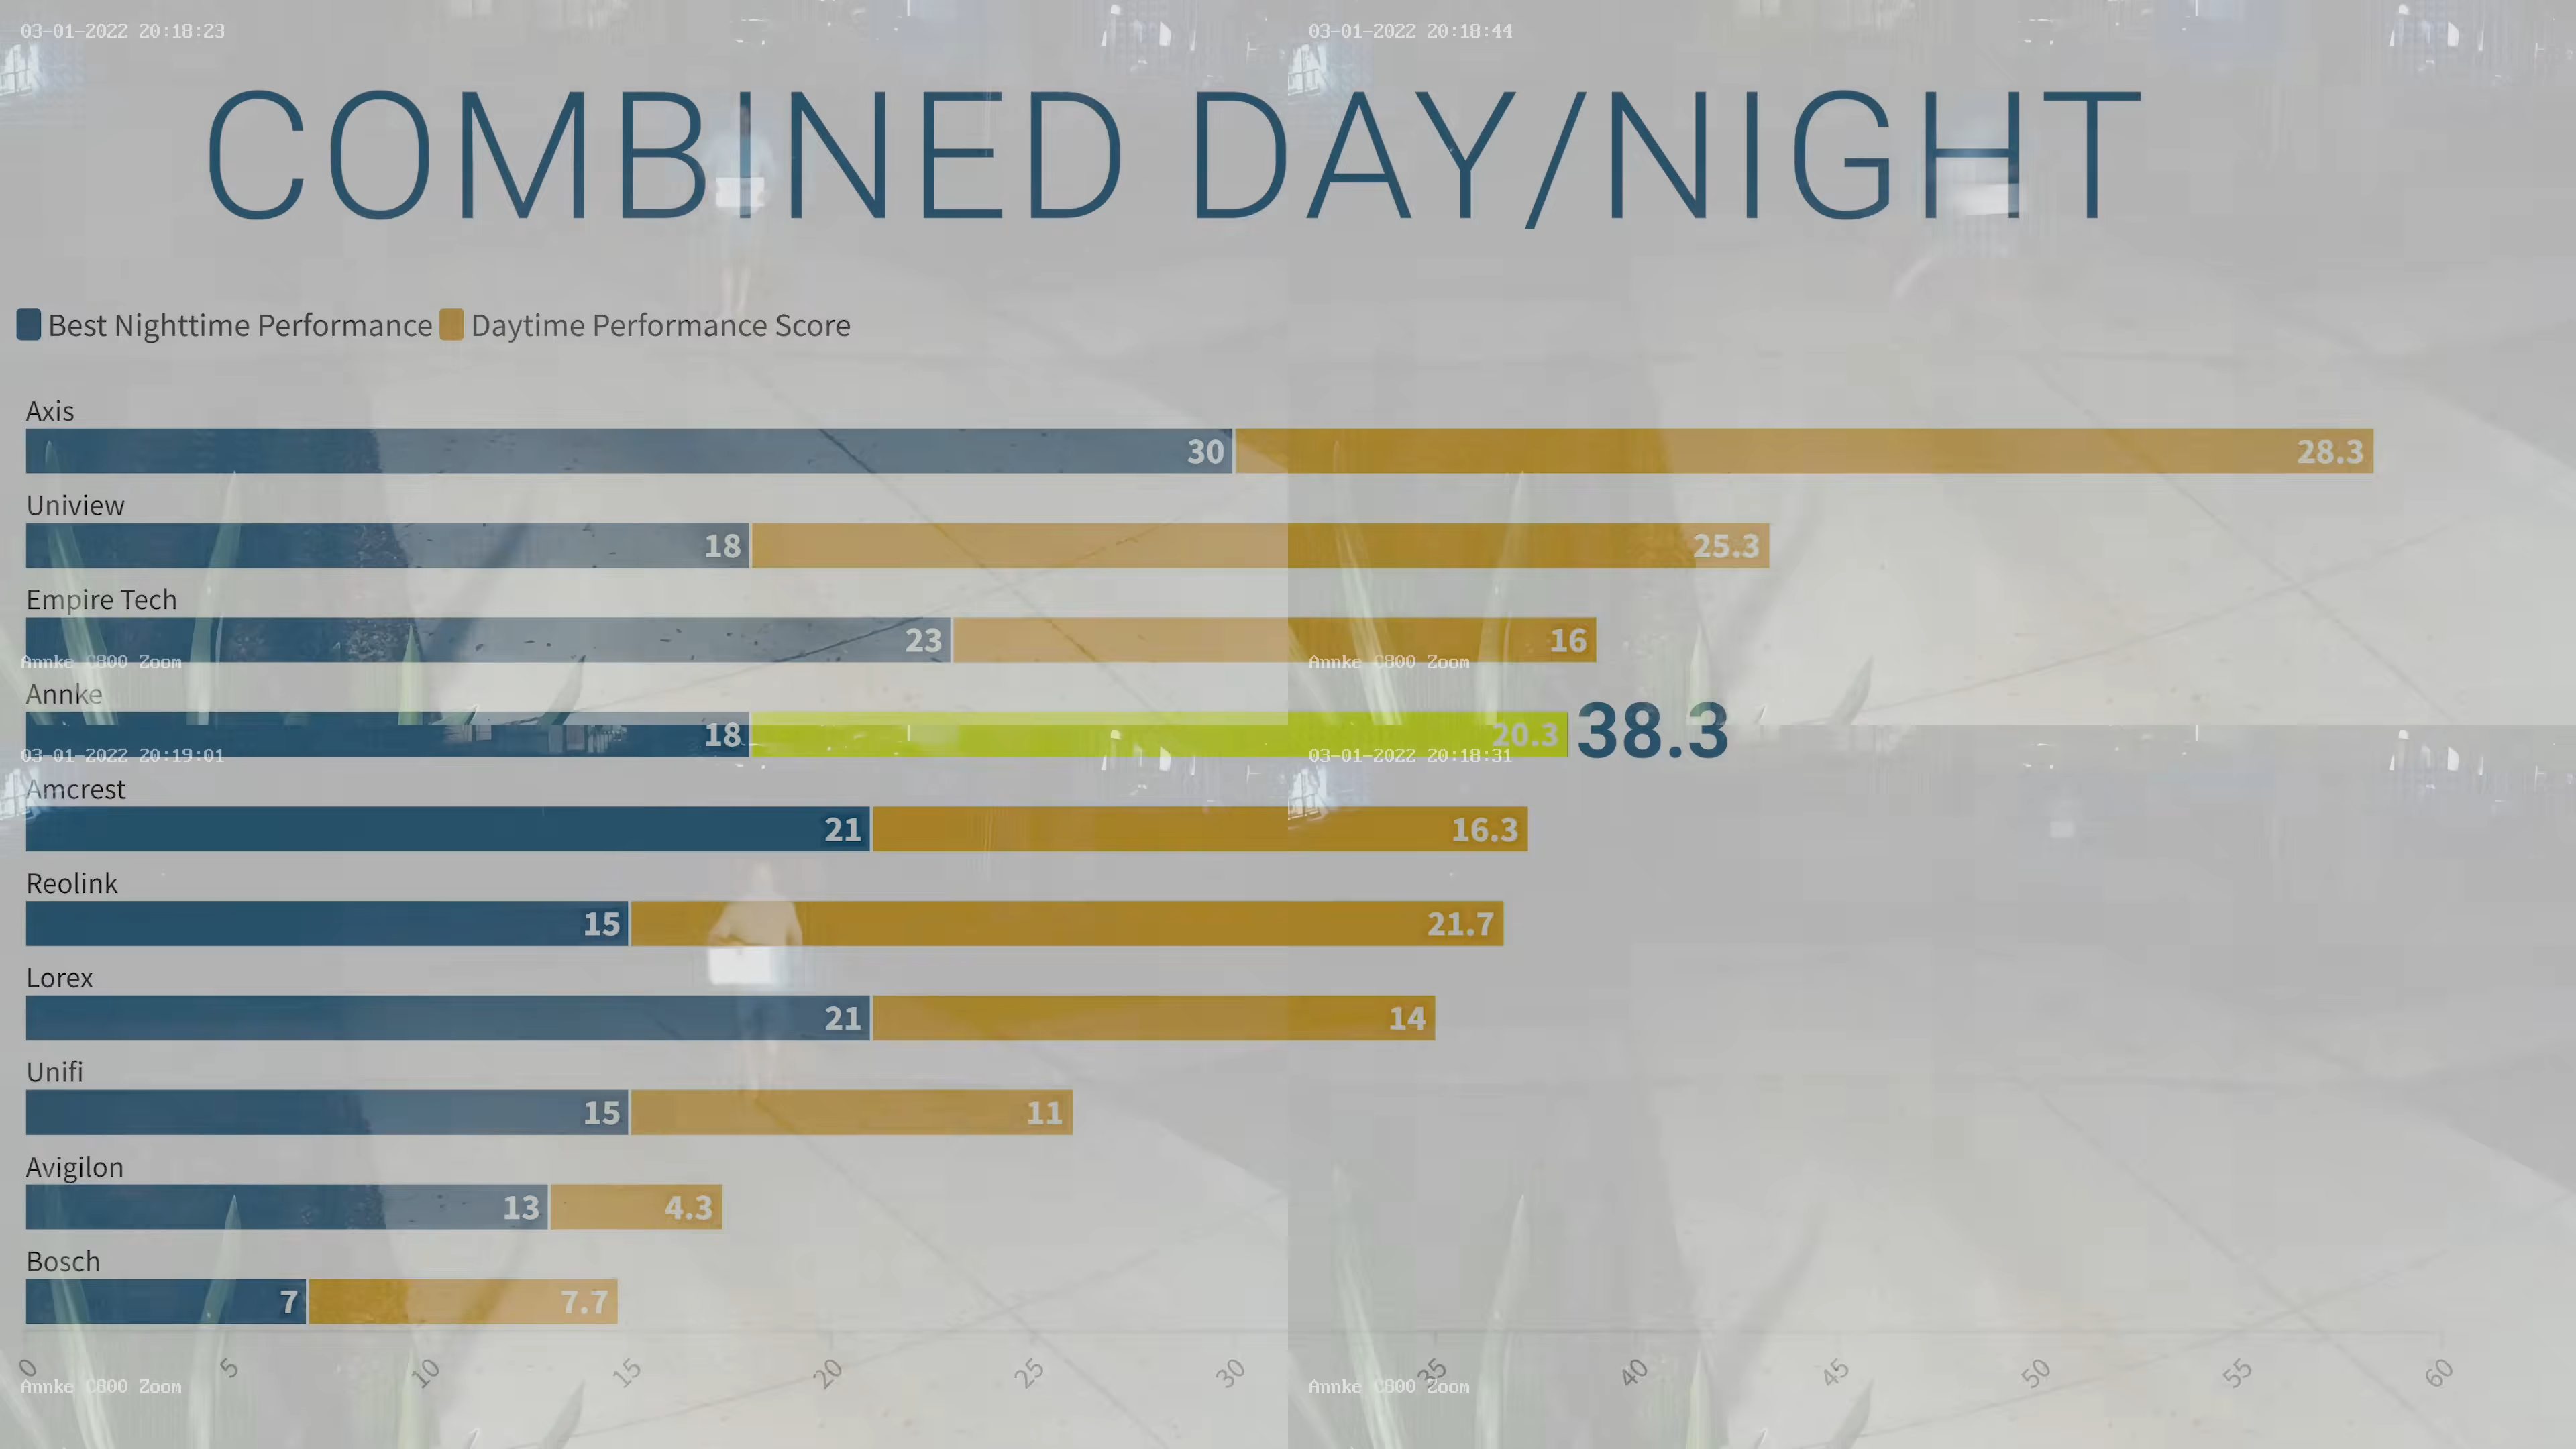 03-01-2022 20:18:23
03-01-2022 20:18:44
COMBINED DAY/NIGHT
Best Nighttime Performance
Daytime Performance Score
Axis
30
28.3
Uniview
18
25.3
Empire Tech
23
16
Annke C800 Zoom
Annke C800 Zoom
Annke
18
20.3
38.3
03-01-2022 20:19:01
03-01-2022 20:18:31
Amcrest
21
16.3
Reolink
15
21.7
Lorex
21
14
Unifi
15
11
Avigilon
13
4.3
Bosch
7
7.7
0 5 10 15 20 25 30 35 40 45 50 55 60
Annke C800 Zoom
Annke C800 Zoom